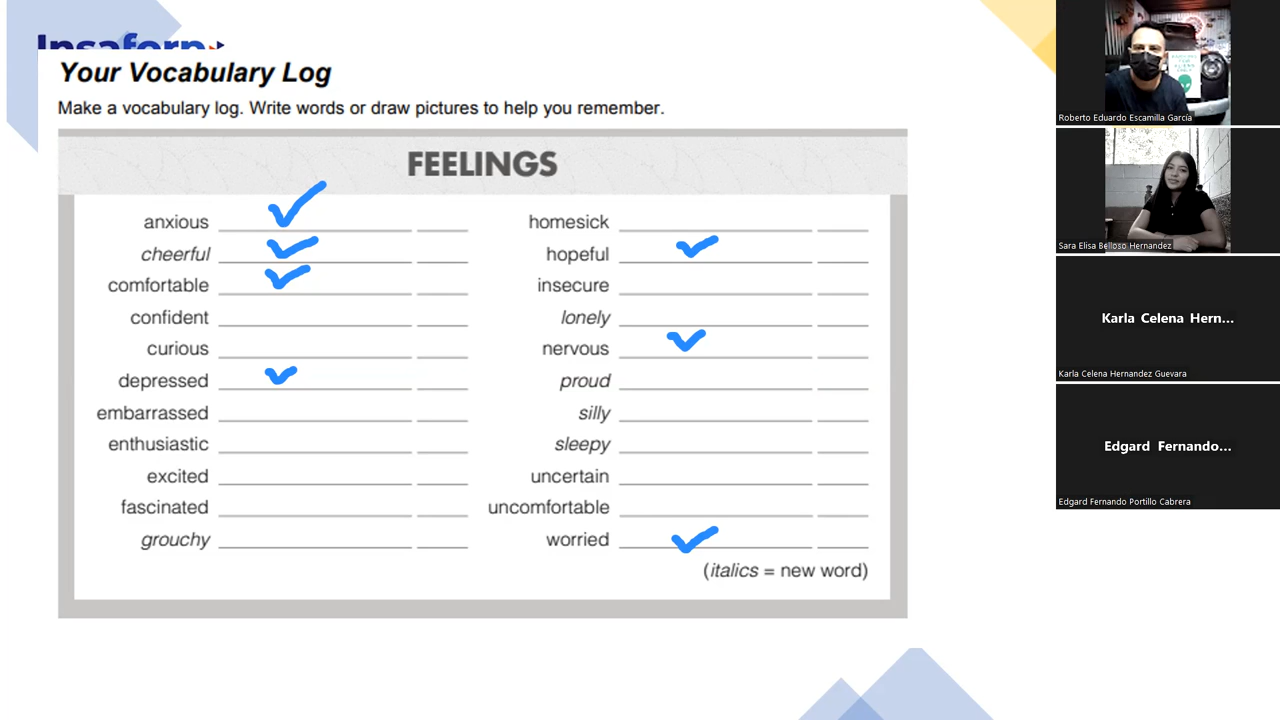 Insaforp
Your Vocabulary Log
Make a vocabulary log. Write words or draw pictures to help you remember.
FEELINGS
anxious
cheerful
comfortable
confident
curious
depressed
embarrassed
enthusiastic
excited
fascinated
grouchy
homesick
hopeful
insecure
lonely
nervous
proud
silly
sleepy
uncertain
uncomfortable
worried
(italics = new word)
Roberto Eduardo Escamilla García
Sara Elisa Belloso Hernandez
Karla Celena Hern...
Karla Celena Hernandez Guevara
Edgard Fernando...
Edgard Fernando Portillo Cabrera